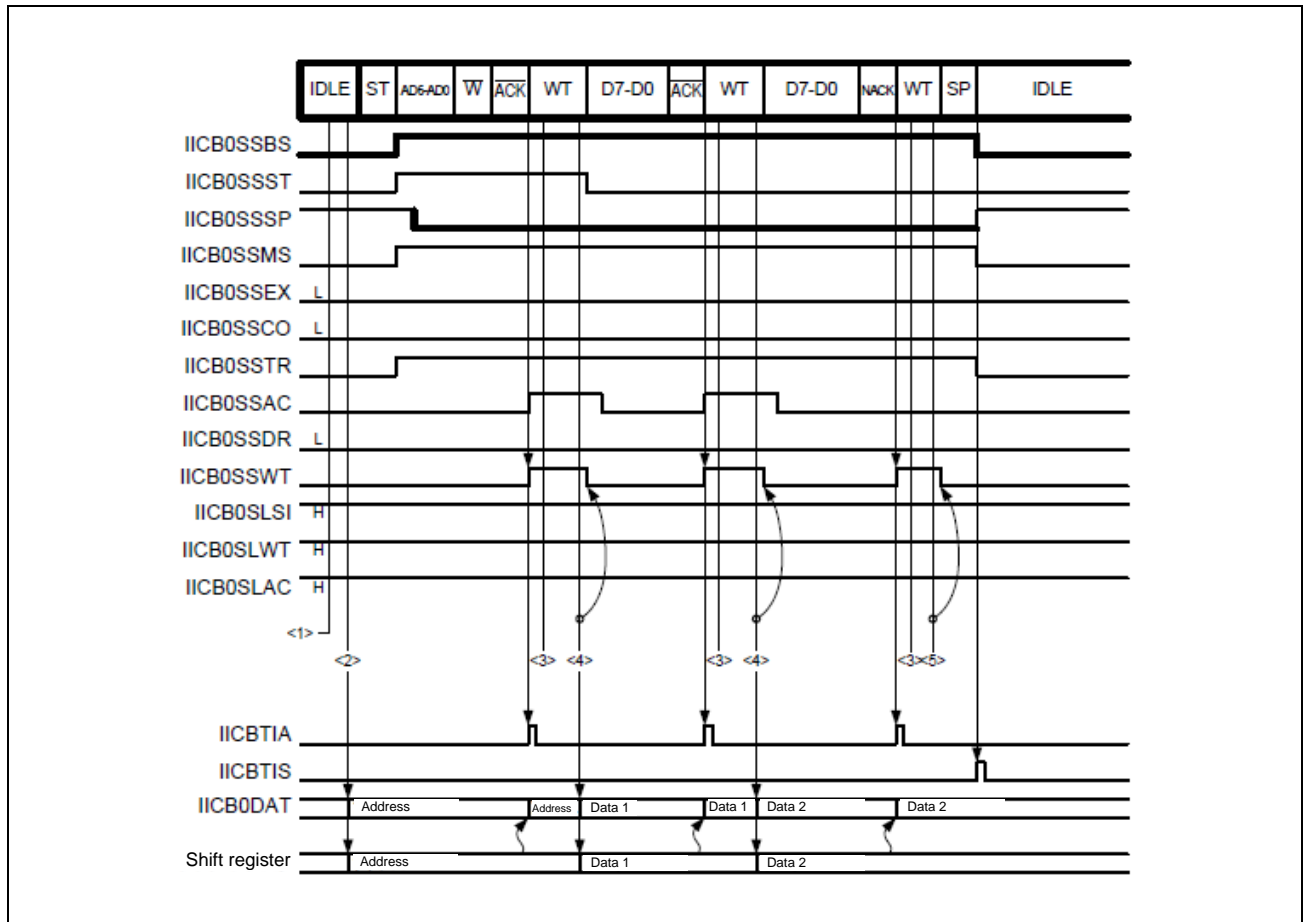 IDLE ST AD6-AD0 W ACK WT D7-D0 ACK WT D7-D0 NACK WT SP IDLE
IICB0SSBS
IICB0SSST
IICB0SSSP
IICB0SSMS
IICB0SSEX L
IICB0SSCO L
IICB0SSTR
IICB0SSAC
IICB0SSDR L
IICB0SSWT
IICB0SLSI H
IICB0SLWT H
IICB0SLAC H
<1>
<2> <3> <4> <3> <4> <3><5>
IICBTIA
IICBTIS
IICB0DAT Address Address Data 1 Data 1 Data 2 Data 2
Shift register Address Data 1 Data 2